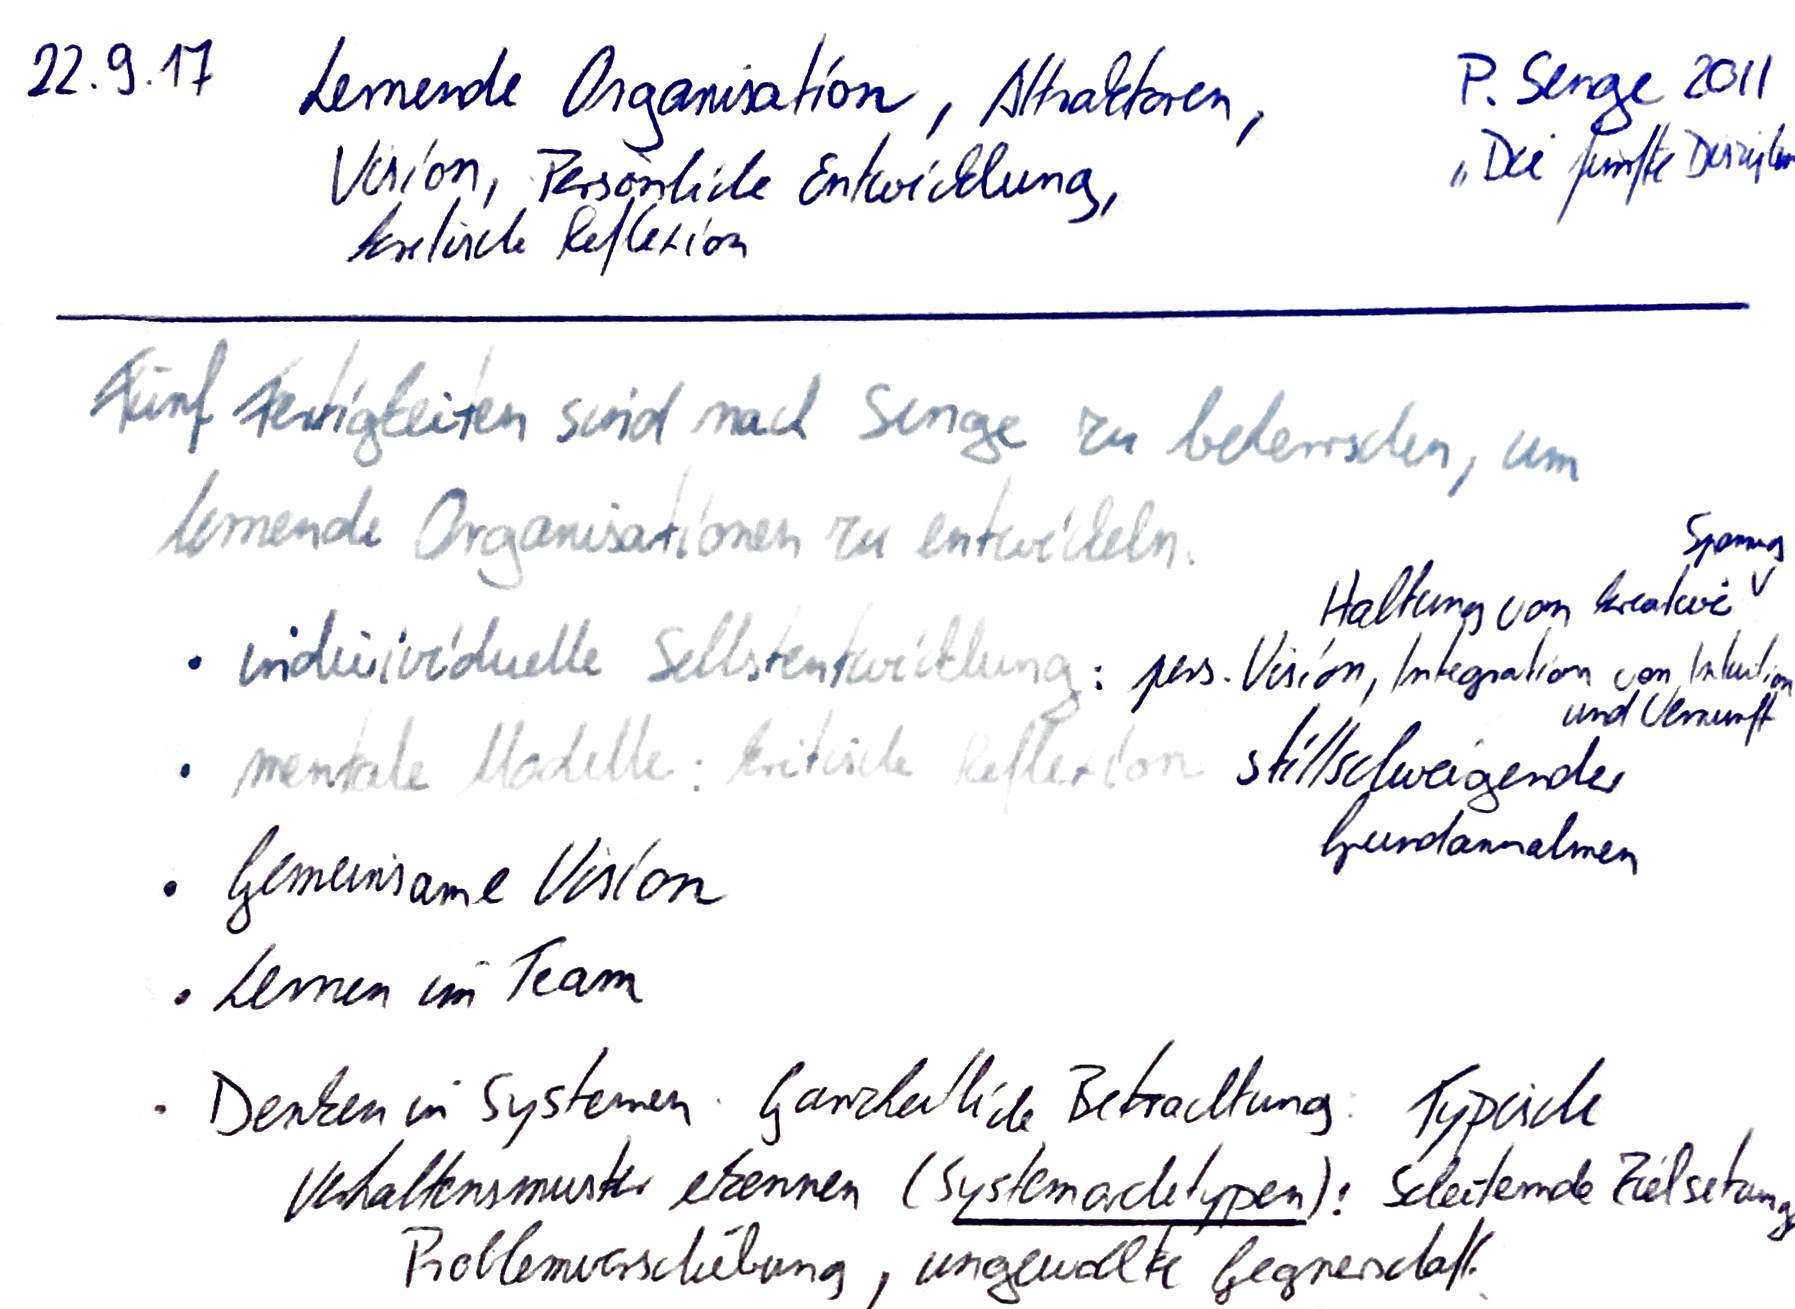 22.9.17 Lernende Organisation, Attraktoren, P. Senge 2011
Vision, Persönliche Entwicklung, „Die fünfte Disziplin
kritische Reflexion
Fünf Fertigkeiten sind nach Senge zu beherrschen, um
lernende Organisationen zu entwickeln.
Spannung
Haltung von kreative
• individuelle Selbstentwicklung: pers. Vision, Integration von Intuition
und Vernunft
• mentale Modelle: kritische Reflexion stillschweigender
Grundannahmen
• Gemeinsame Vision
• Lernen im Team
• Denken in Systemen. Ganzheitliche Betrachtung: Typische
Verhaltensmuster erkennen (Systemarchetypen): Scheiternde Zielsetzung
Problemverschiebung, ungewollte Gegnerschaft.